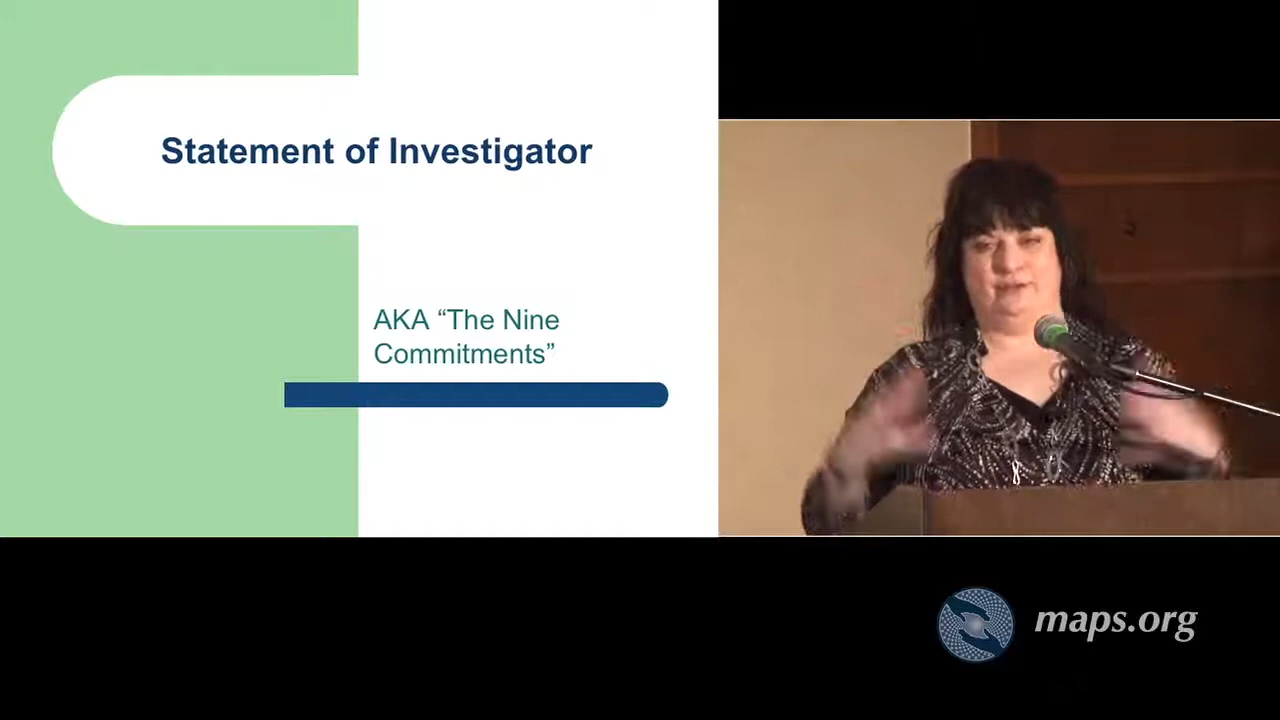 Statement of Investigator
AKA “The Nine
Commitments”
maps.org